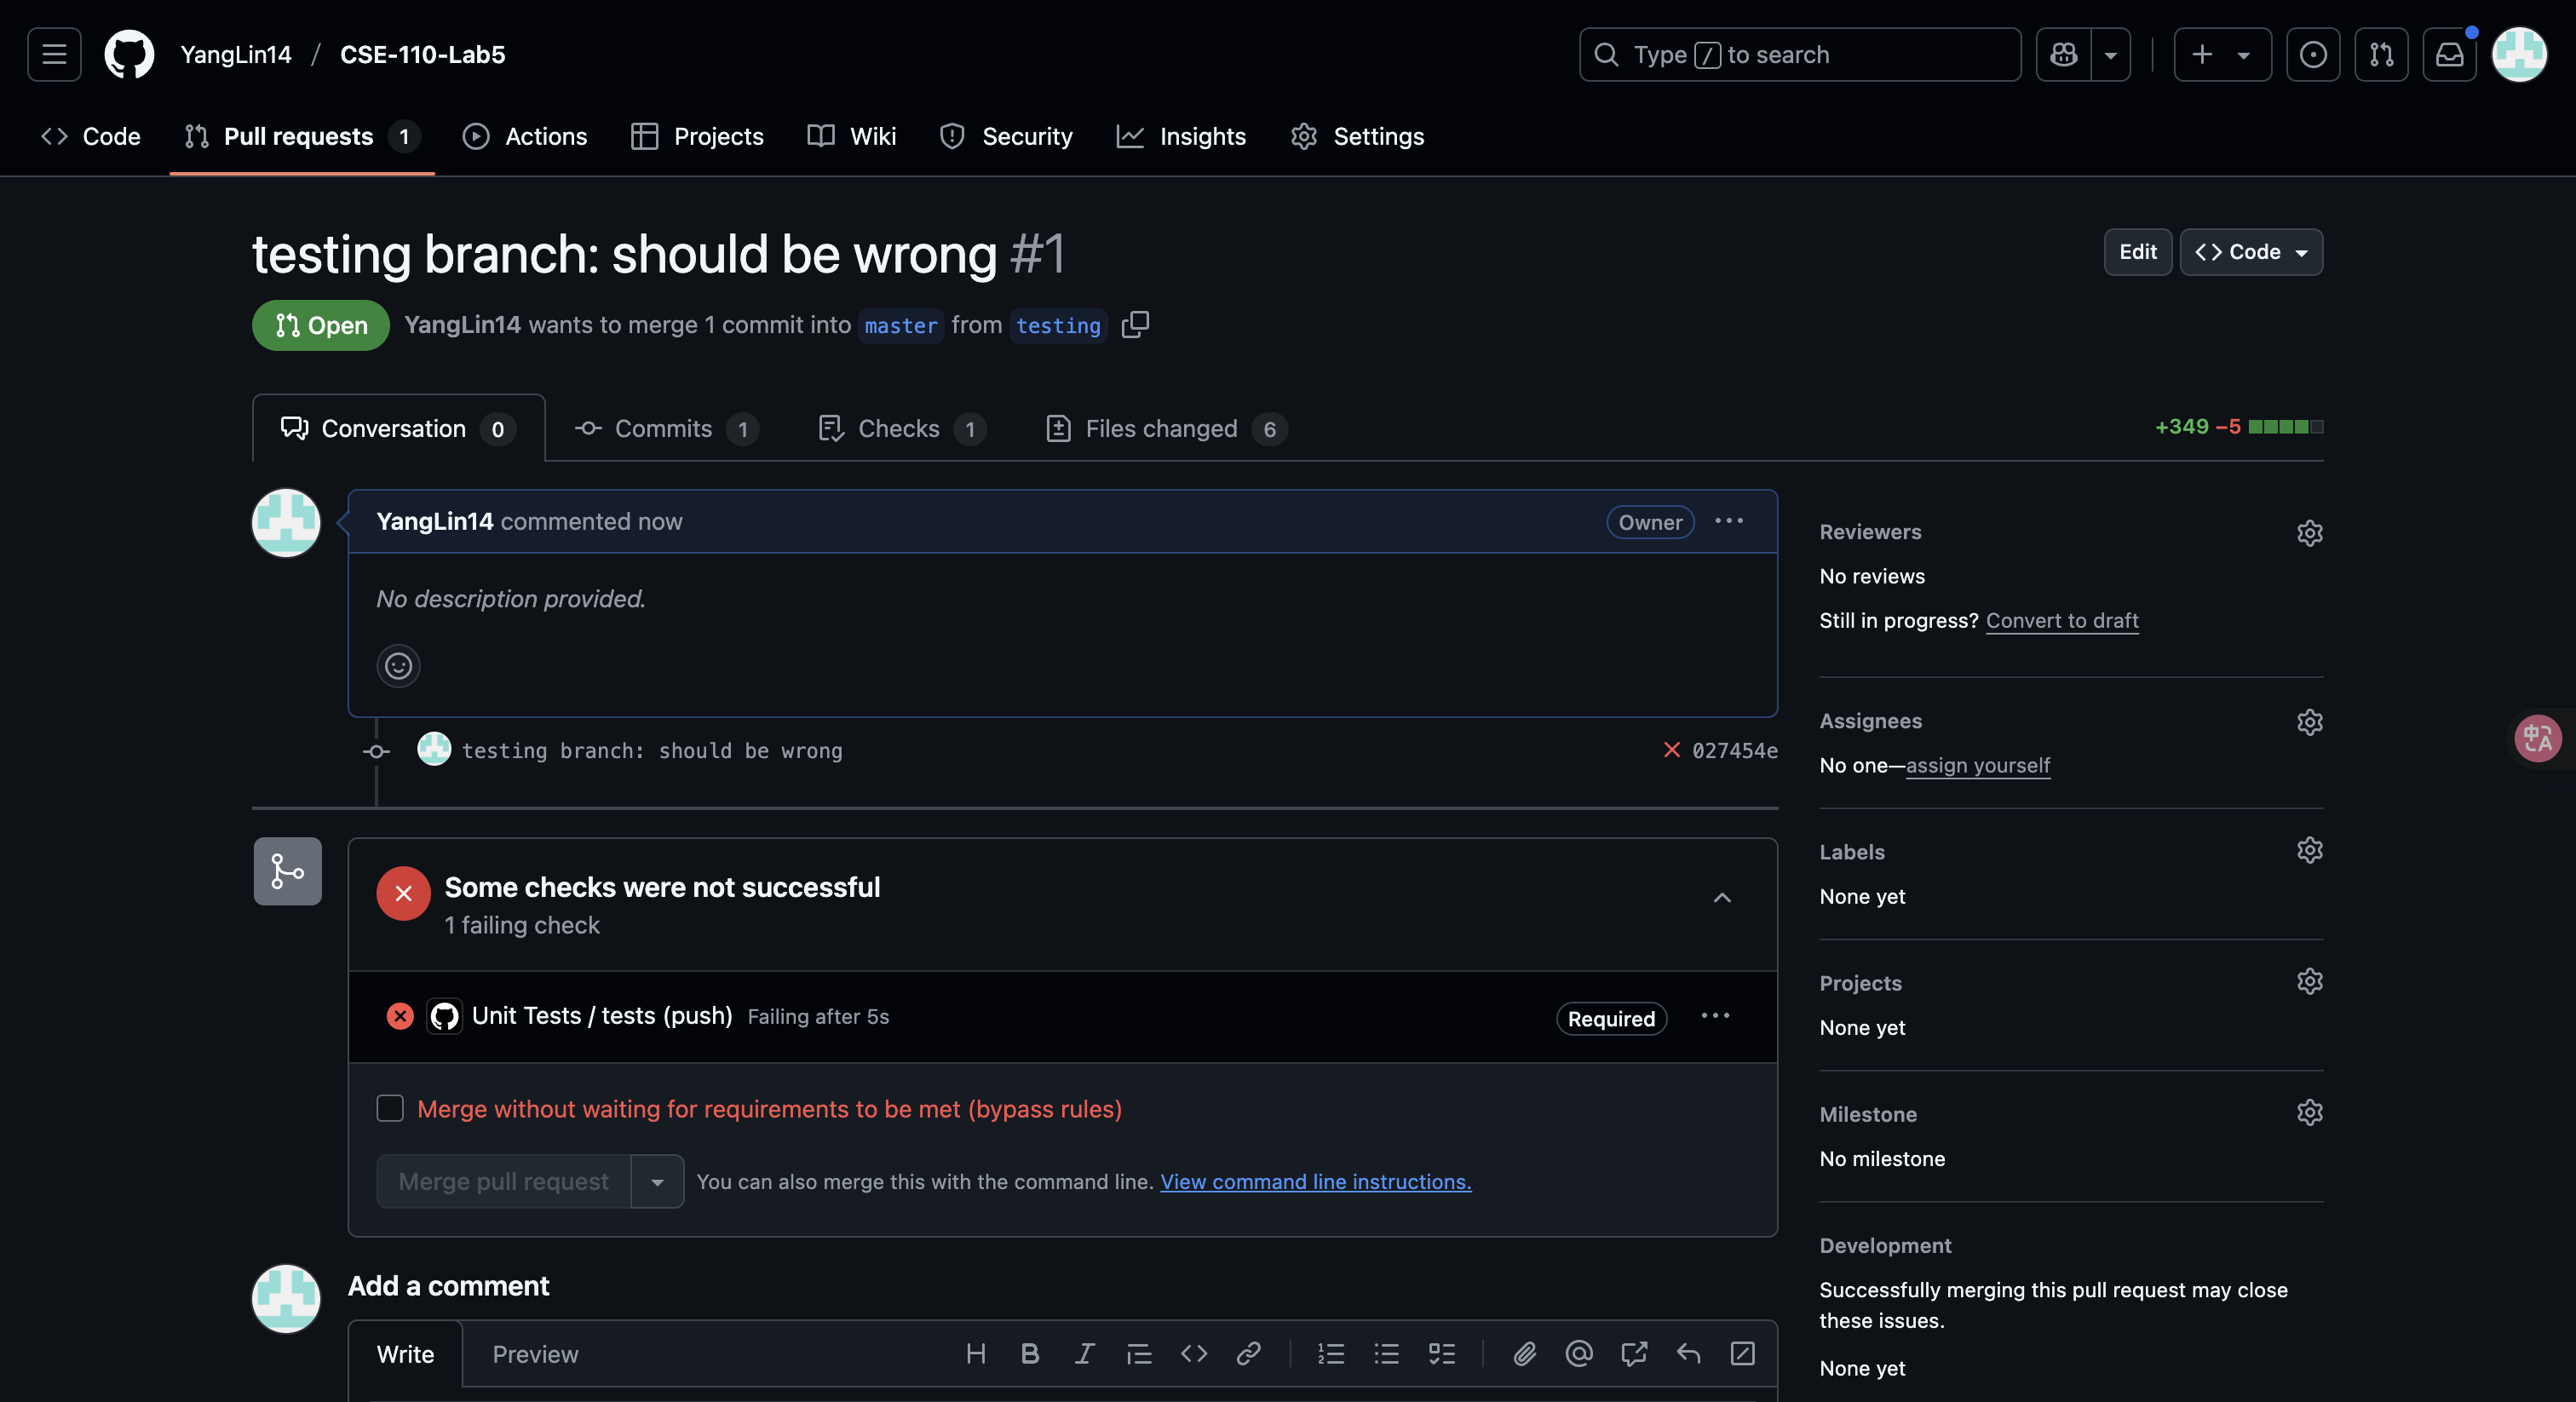 YangLin14 / CSE-110-Lab5
Type / to search
Code
Pull requests 1
Actions
Projects
Wiki
Security
Insights
Settings
testing branch: should be wrong #1
Edit
Code
Open
YangLin14 wants to merge 1 commit into master from testing
Conversation 0
Commits 1
Checks 1
Files changed 6
+349 −5
YangLin14 commented now
Owner
No description provided.
testing branch: should be wrong
027454e
Some checks were not successful
1 failing check
Unit Tests / tests (push) Failing after 5s
Required
Merge without waiting for requirements to be met (bypass rules)
Merge pull request
You can also merge this with the command line. View command line instructions.
Add a comment
Write
Preview
Reviewers
No reviews
Still in progress? Convert to draft
Assignees
No one—assign yourself
Labels
None yet
Projects
None yet
Milestone
No milestone
Development
Successfully merging this pull request may close
these issues.
None yet
中A